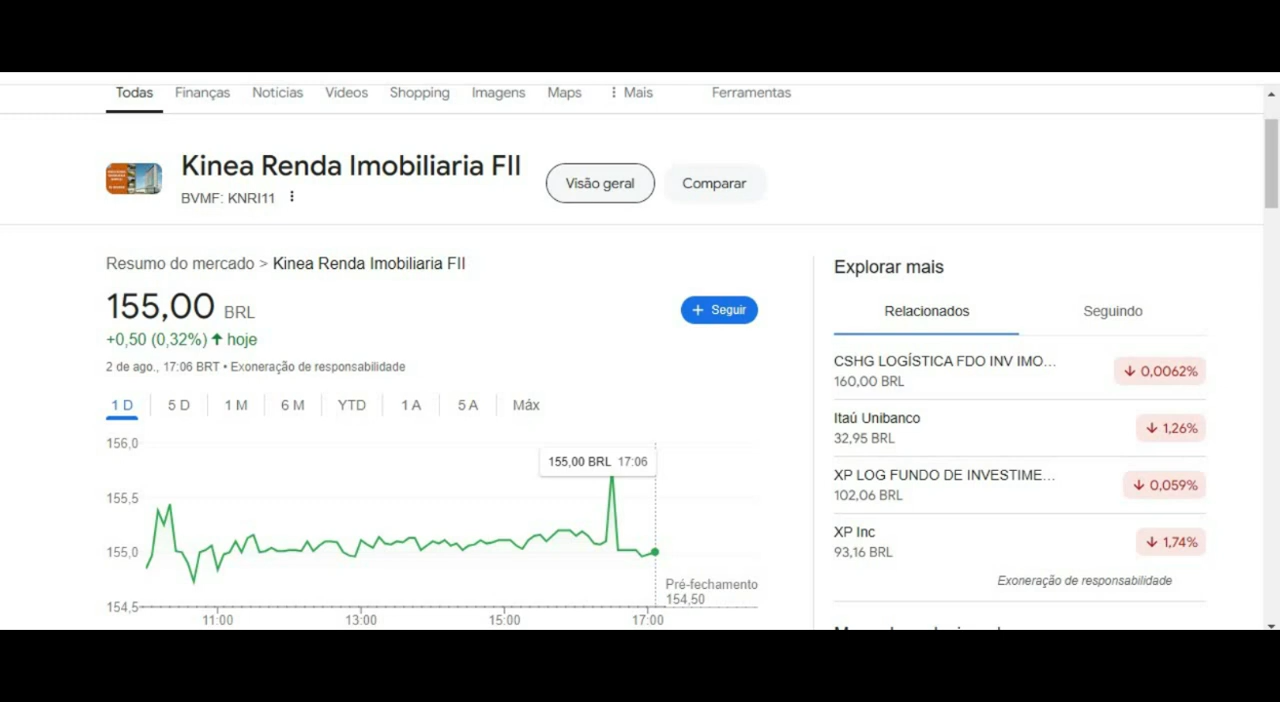 Todas Finanças Notícias Vídeos Shopping Imagens Maps Mais Ferramentas
Kinea Renda Imobiliaria FII
BVMF: KNRI11
Visão geral Comparar
Resumo do mercado > Kinea Renda Imobiliaria FII
155,00 BRL
+ Seguir
+0,50 (0,32%) ↑ hoje
2 de ago., 17:06 BRT • Exoneração de responsabilidade
1 D 5 D 1 M 6 M YTD 1 A 5 A Máx
156,0
155,00 BRL 17:06
155,5
155,0
Pré-fechamento
154,50
154,5
11:00 13:00 15:00 17:00
Explorar mais
Relacionados Seguindo
CSHG LOGÍSTICA FDO INV IMO...
160,00 BRL
↓ 0,0062%
Itaú Unibanco
32,95 BRL
↓ 1,26%
XP LOG FUNDO DE INVESTIME...
102,06 BRL
↓ 0,059%
XP Inc
93,16 BRL
↓ 1,74%
Exoneração de responsabilidade